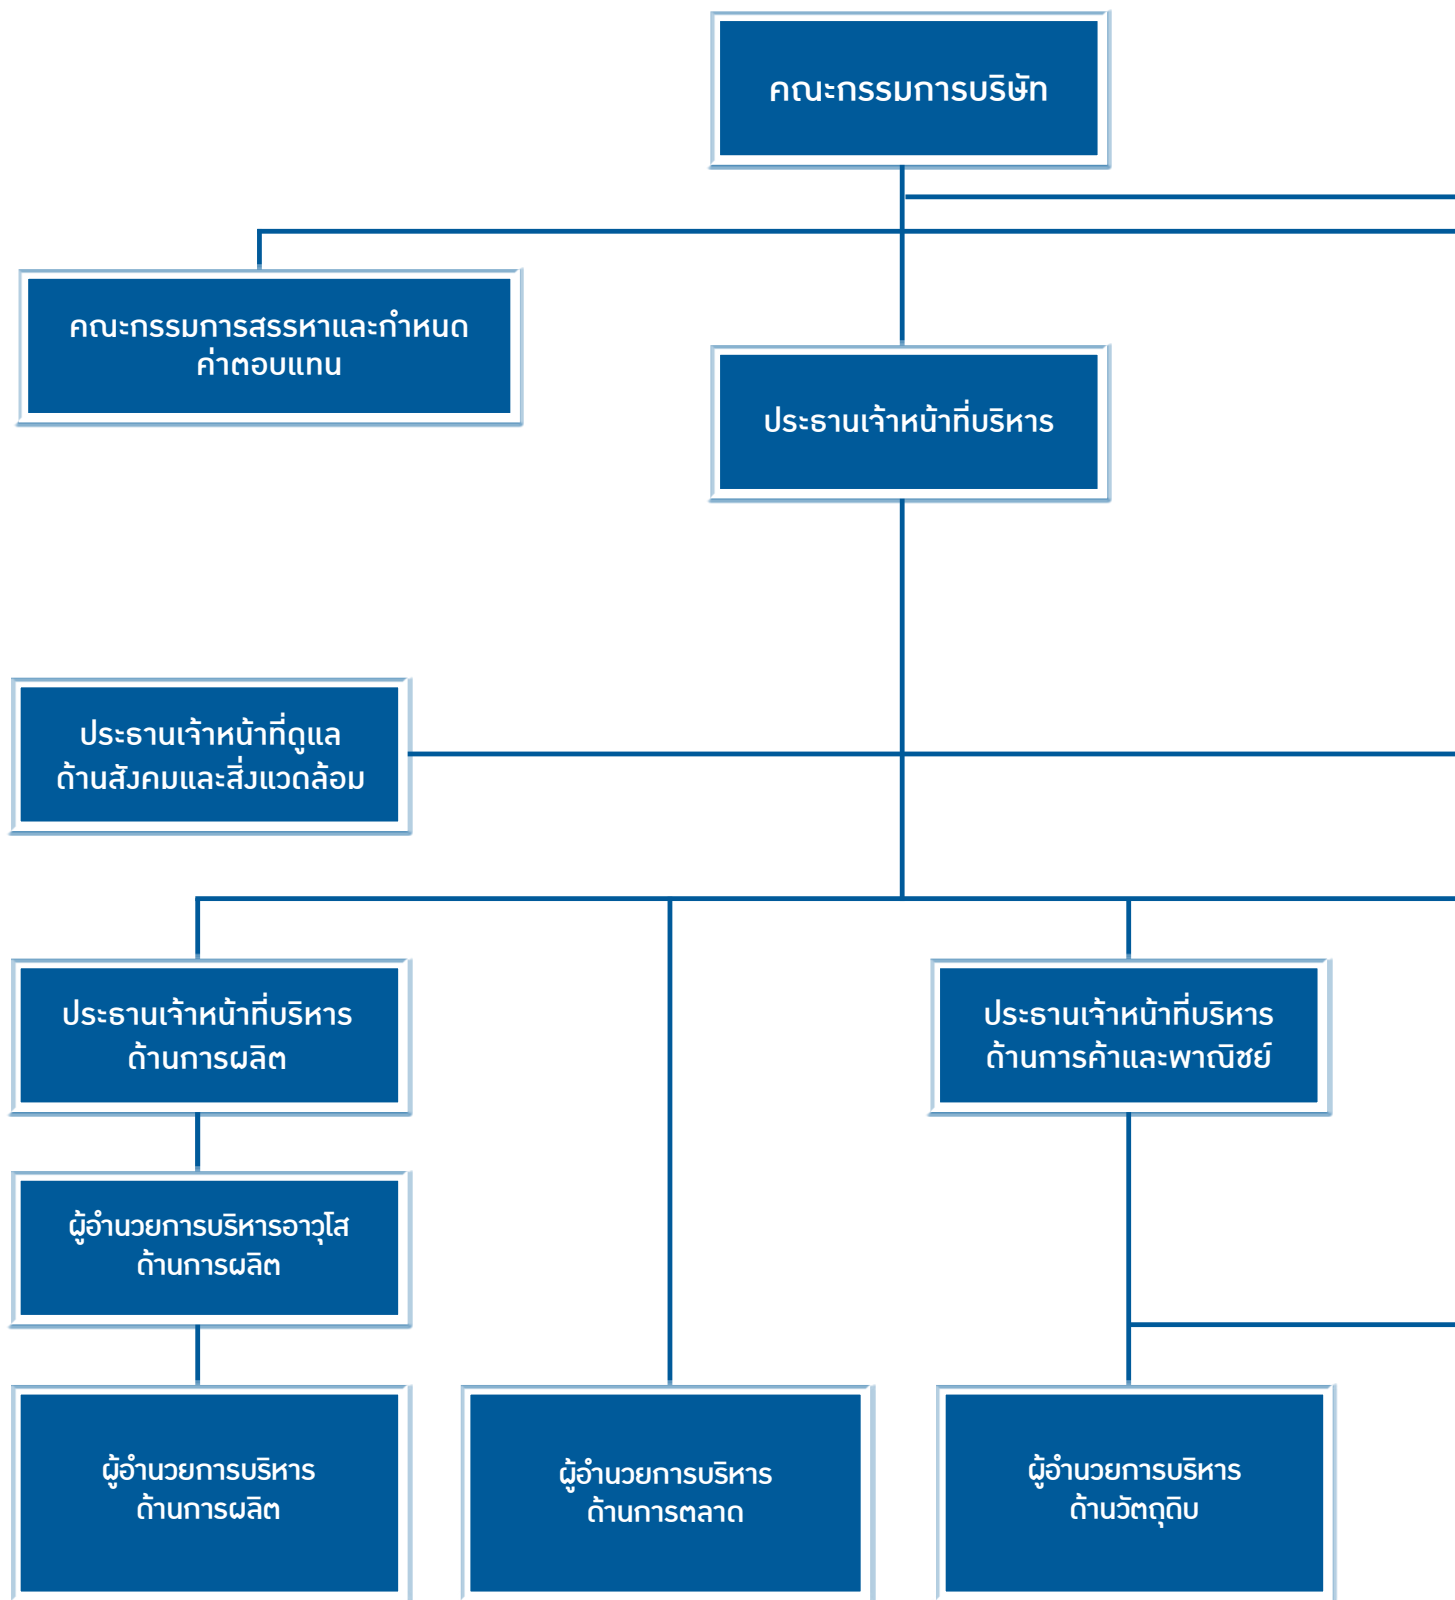 คณะกรรมการบริษัท
คณะกรรมการสรรหาและกำหนด
ค่าตอบแทน
ประธานเจ้าหน้าที่บริหาร
ประธานเจ้าหน้าที่ดูแล
ด้านสังคมและสิ่งแวดล้อม
ประธานเจ้าหน้าที่บริหาร
ด้านการผลิต
ประธานเจ้าหน้าที่บริหาร
ด้านการค้าและพาณิชย์
ผู้อำนวยการบริหารอาวุโส
ด้านการผลิต
ผู้อำนวยการบริหาร
ด้านการผลิต
ผู้อำนวยการบริหาร
ด้านการตลาด
ผู้อำนวยการบริหาร
ด้านวัตถุดิบ